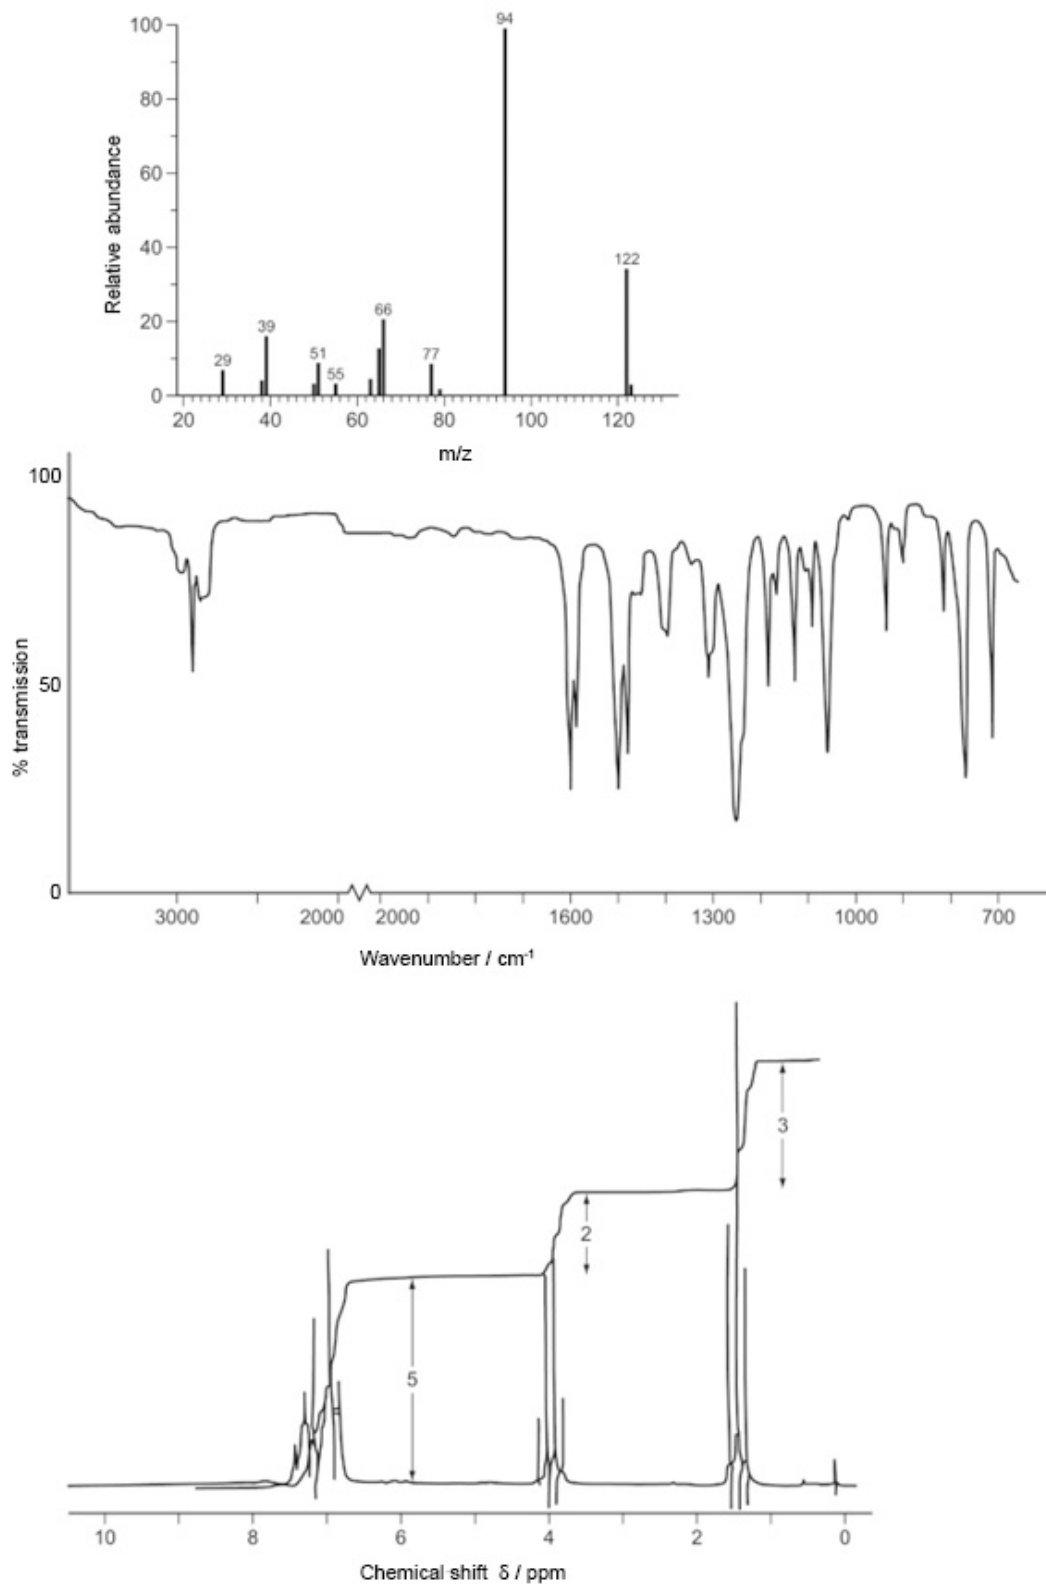 100
94
80
60
40
122
20
66
39
29
51
55
77
0
20 40 60 80 100 120
Relative abundance
m/z
100
50
0
% transmission
3000 2000 2000 1600 1300 1000 700
Wavenumber / cm-1
3
2
5
10 8 6 4 2 0
Chemical shift δ / ppm